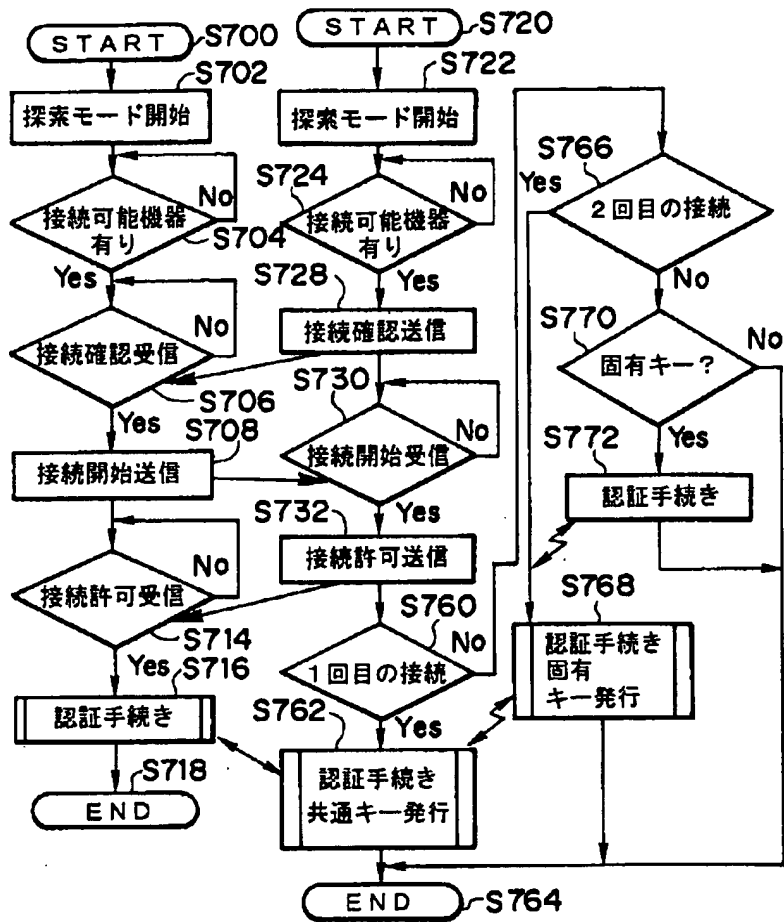 START
S700
S702
探索モード開始
No
接続可能機器
有り
S704
Yes
No
接続確認受信
S706
Yes
S708
接続開始送信
No
接続許可受信
S714
Yes
S716
認証手続き
S718
END
START
S720
S722
探索モード開始
S724
No
接続可能機器
有り
S728
Yes
接続確認送信
S730
No
接続開始受信
S732
Yes
接続許可送信
S760
No
1回目の接続
S762
Yes
認証手続き
共通キー発行
END
S764
S766
Yes
2回目の接続
No
S770
No
固有キー?
S772
Yes
認証手続き
S768
認証手続き
固有
キー発行